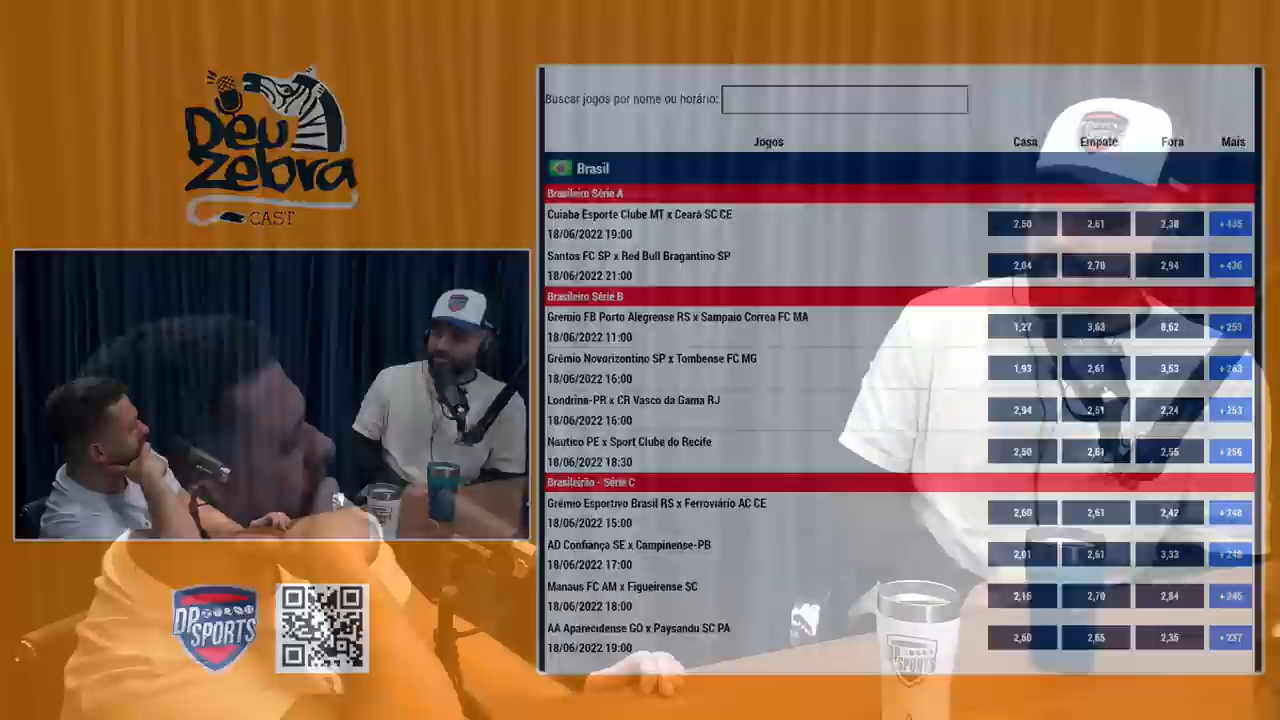 Deu
Zebra
CAST
Buscar jogos por nome ou horário:
Jogos Casa Empate Fora Mais
Brasil
Brasileiro Série A
Cuiaba Esporte Clube MT x Ceará SC CE
18/06/2022 19:00
2,50 2,61 2,38 +435
Santos FC SP x Red Bull Bragantino SP
18/06/2022 21:00
2,04 2,70 2,94 +436
Brasileiro Série B
Gremio FB Porto Alegrense RS x Sampaio Correa FC MA
18/06/2022 11:00
1,27 3,63 8,62 +253
Grêmio Novorizontino SP x Tombense FC MG
18/06/2022 16:00
1,93 2,61 3,53 +263
Londrina-PR x CR Vasco da Gama RJ
18/06/2022 16:00
2,94 2,51 2,24 +253
Nautico PE x Sport Clube do Recife
18/06/2022 18:30
2,50 2,61 2,55 +256
Brasileirão - Série C
Grêmio Esportivo Brasil RS x Ferroviário AC CE
18/06/2022 15:00
2,60 2,61 2,42 +248
AD Confiança SE x Campinense-PB
18/06/2022 17:00
2,01 2,61 3,33 +248
Manaus FC AM x Figueirense SC
18/06/2022 18:00
2,16 2,70 2,84 +245
AA Aparecidense GO x Paysandu SC PA
18/06/2022 19:00
2,50 2,65 2,35 +237
DP
SPORTS